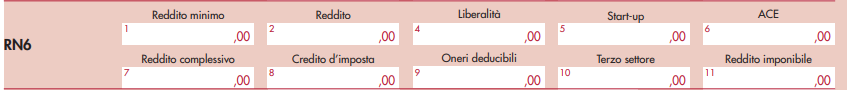 Reddito minimo Reddito Liberalità Start-up ACE
1 ,00 2 ,00 4 ,00 5 ,00 6 ,00
RN6
Reddito complessivo Credito d'imposta Oneri deducibili Terzo settore Reddito imponibile
7 ,00 8 ,00 9 ,00 10 ,00 11 ,00